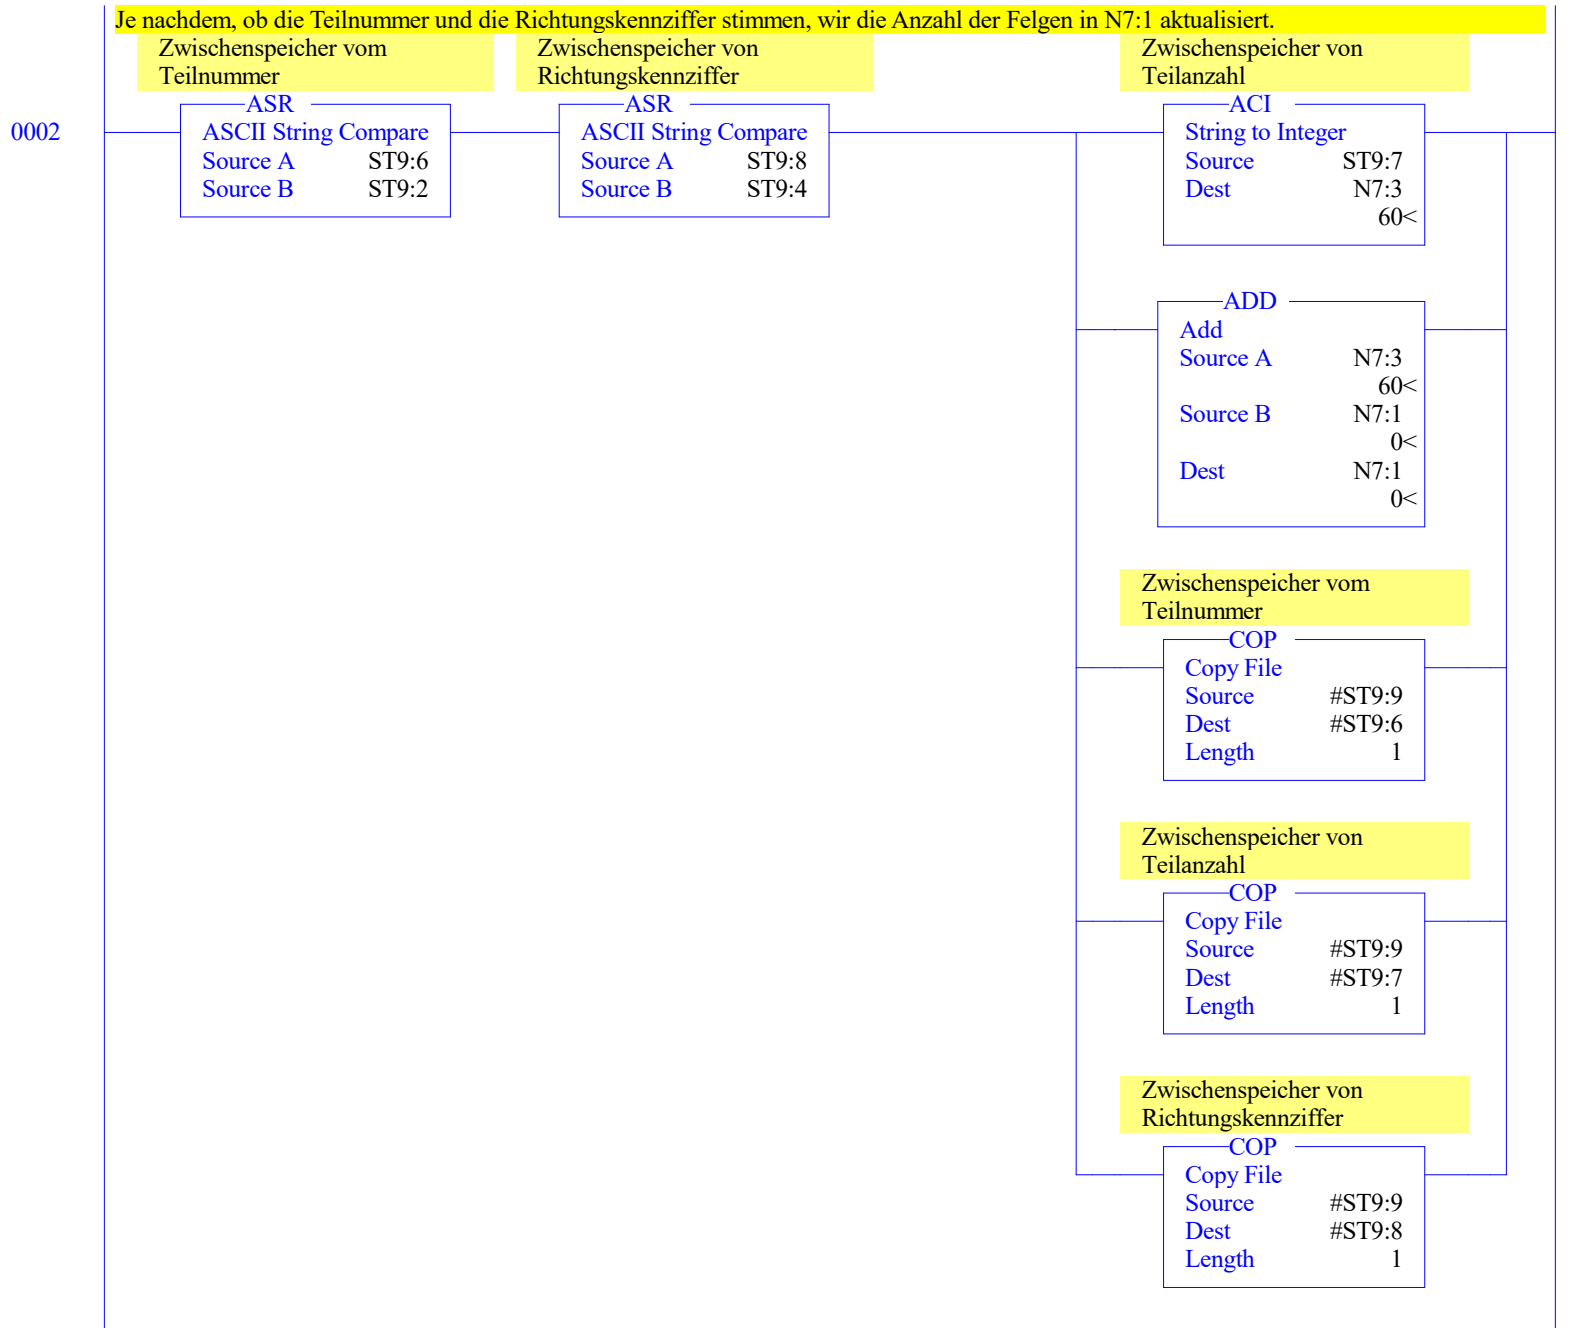 Je nachdem, ob die Teilnummer und die Richtungskennziffer stimmen, wir die Anzahl der Felgen in N7:1 aktualisiert.
Zwischenspeicher vom
Teilnummer
Zwischenspeicher von
Richtungskennziffer
Zwischenspeicher von
Teilanzahl
0002
ASR
ASCII String Compare
Source A ST9:6
Source B ST9:2
ASR
ASCII String Compare
Source A ST9:8
Source B ST9:4
ACI
String to Integer
Source ST9:7
Dest N7:3
60<
ADD
Add
Source A N7:3
60<
Source B N7:1
0<
Dest N7:1
0<
Zwischenspeicher vom
Teilnummer
COP
Copy File
Source #ST9:9
Dest #ST9:6
Length 1
Zwischenspeicher von
Teilanzahl
COP
Copy File
Source #ST9:9
Dest #ST9:7
Length 1
Zwischenspeicher von
Richtungskennziffer
COP
Copy File
Source #ST9:9
Dest #ST9:8
Length 1